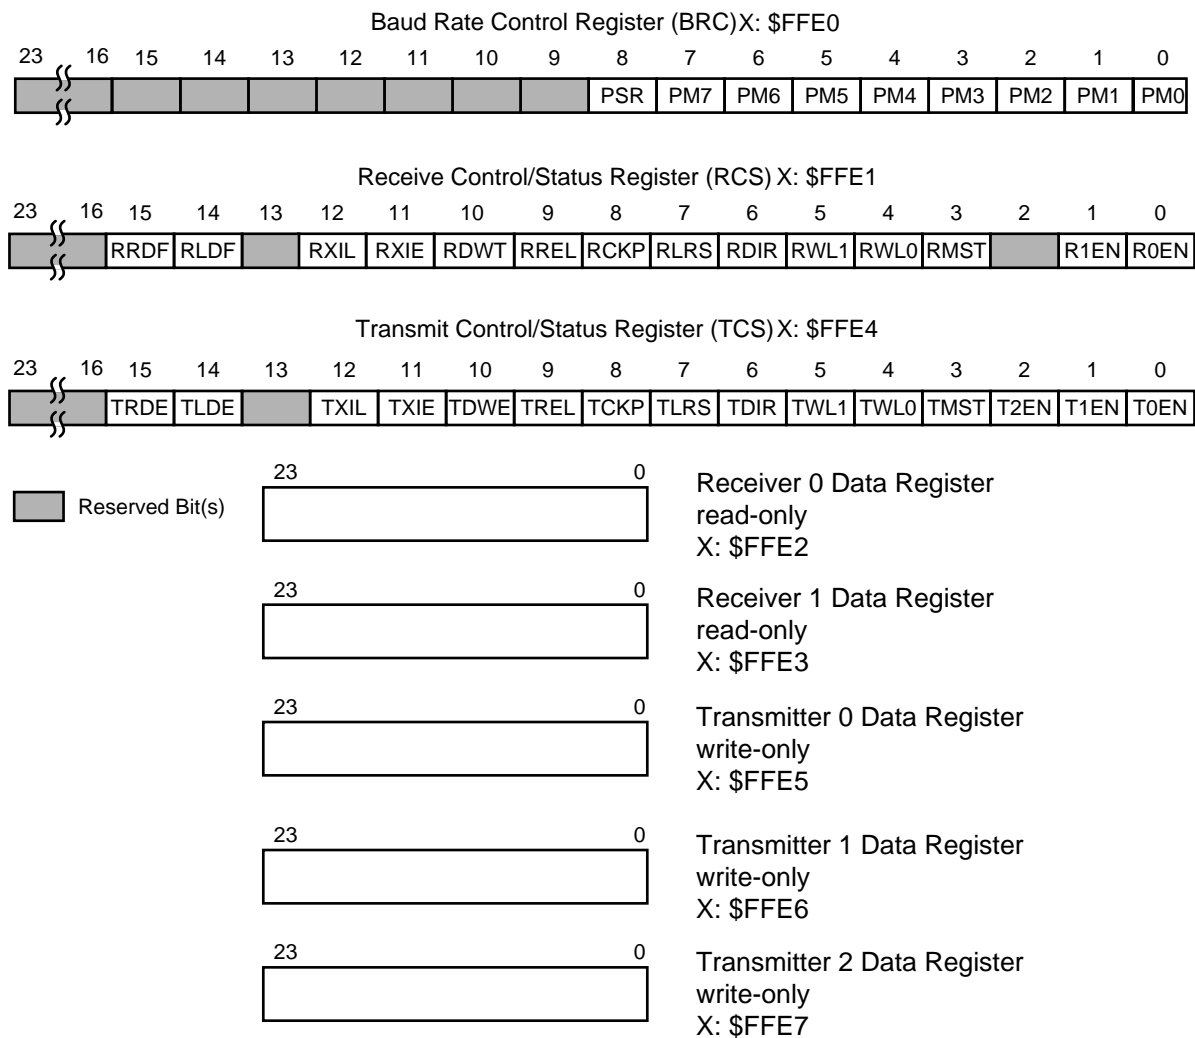 Baud Rate Control Register (BRC)X: $FFE0
23 16 15 14 13 12 11 10 9 8 7 6 5 4 3 2 1 0
PSR PM7 PM6 PM5 PM4 PM3 PM2 PM1 PM0
Receive Control/Status Register (RCS) X: $FFE1
23 16 15 14 13 12 11 10 9 8 7 6 5 4 3 2 1 0
RRDF RLDF RXIL RXIE RDWT RREL RCKP RLRS RDIR RWL1 RWL0 RMST R1EN R0EN
Transmit Control/Status Register (TCS) X: $FFE4
23 16 15 14 13 12 11 10 9 8 7 6 5 4 3 2 1 0
TRDE TLDE TXIL TXIE TDWE TREL TCKP TLRS TDIR TWL1 TWL0 TMST T2EN T1EN T0EN
Reserved Bit(s)
23 0
Receiver 0 Data Register
read-only
X: $FFE2
23 0
Receiver 1 Data Register
read-only
X: $FFE3
23 0
Transmitter 0 Data Register
write-only
X: $FFE5
23 0
Transmitter 1 Data Register
write-only
X: $FFE6
23 0
Transmitter 2 Data Register
write-only
X: $FFE7